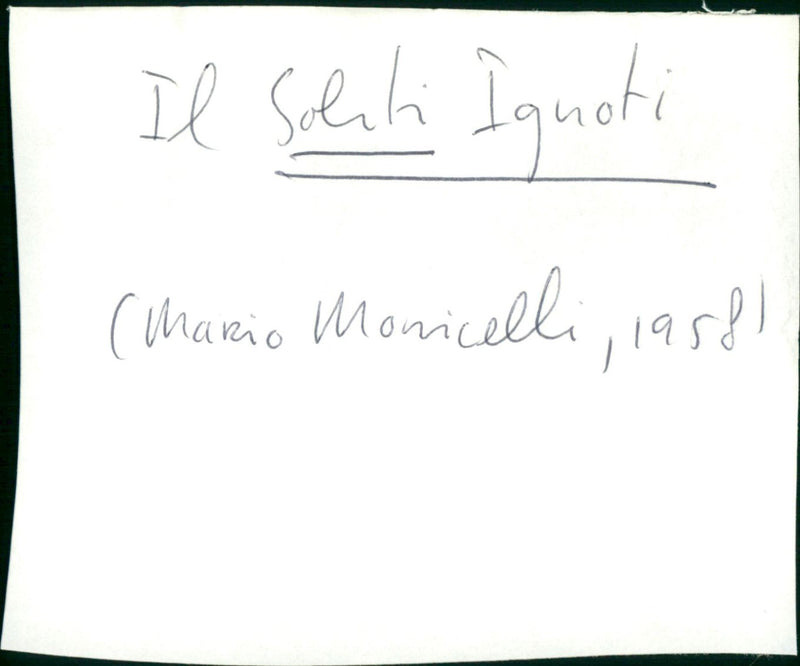 Il Soliti Ignoti
(Mario Monicelli, 1958)